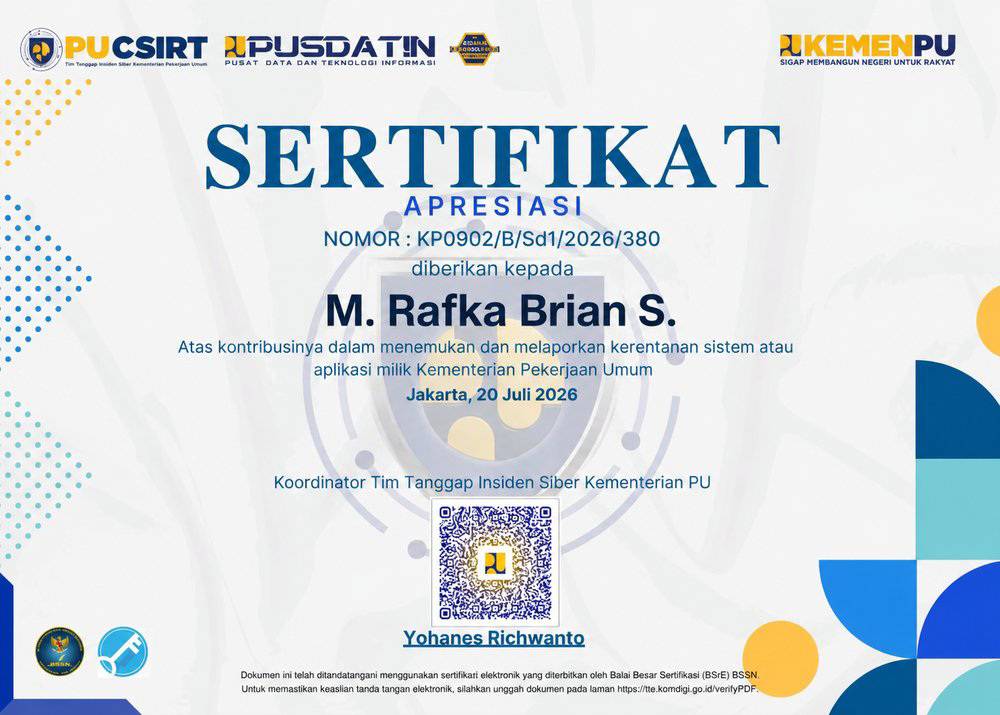 PUCSIRT
Tim Tanggap Insiden Siber Kementerian Pekerjaan Umum
PUSDAT!N
PUSAT DATA DAN TEKNOLOGI INFORMASI
KEMENPU
SIGAP MEMBANGUN NEGERI UNTUK RAKYAT
SERTIFIKAT
APRESIASI
NOMOR : KP0902/B/Sd1/2026/380
diberikan kepada
M. Rafka Brian S.
Atas kontribusinya dalam menemukan dan melaporkan kerentanan sistem atau
aplikasi milik Kementerian Pekerjaan Umum
Jakarta, 20 Juli 2026
Koordinator Tim Tanggap Insiden Siber Kementerian PU
Yohanes Richwanto
BSSN
Dokumen ini telah ditandatangani menggunakan sertifikat elektronik yang diterbitkan oleh Balai Besar Sertifikasi (BSrE) BSSN.
Untuk memastikan keaslian tanda tangan elektronik, silahkan unggah dokumen pada laman https://tte.komdigi.go.id/verifyPDF.